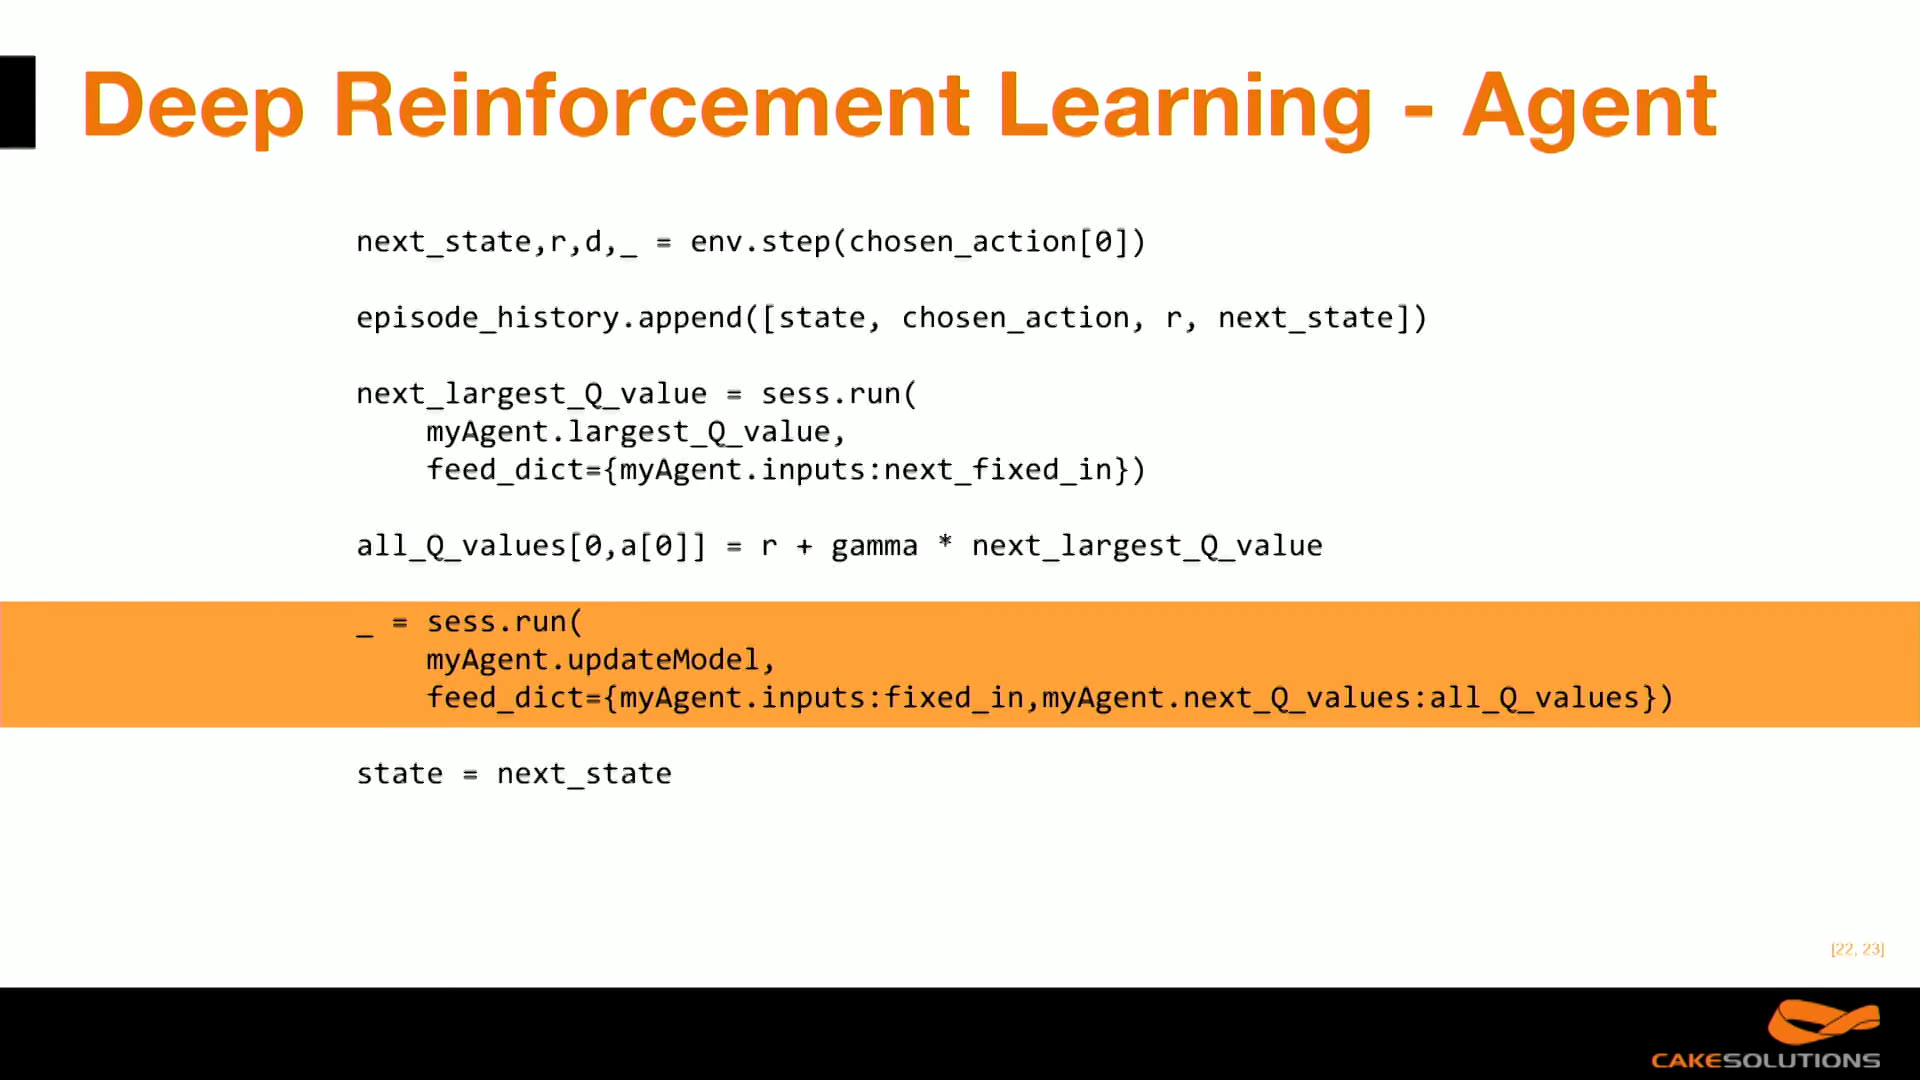 Deep Reinforcement Learning - Agent
next_state,r,d,_ = env.step(chosen_action[0])
episode_history.append([state, chosen_action, r, next_state])
next_largest_Q_value = sess.run(
myAgent.largest_Q_value,
feed_dict={myAgent.inputs:next_fixed_in})
all_Q_values[0,a[0]] = r + gamma * next_largest_Q_value
_ = sess.run(
myAgent.updateModel,
feed_dict={myAgent.inputs:fixed_in,myAgent.next_Q_values:all_Q_values})
state = next_state
[22, 23]
CAKESOLUTIONS